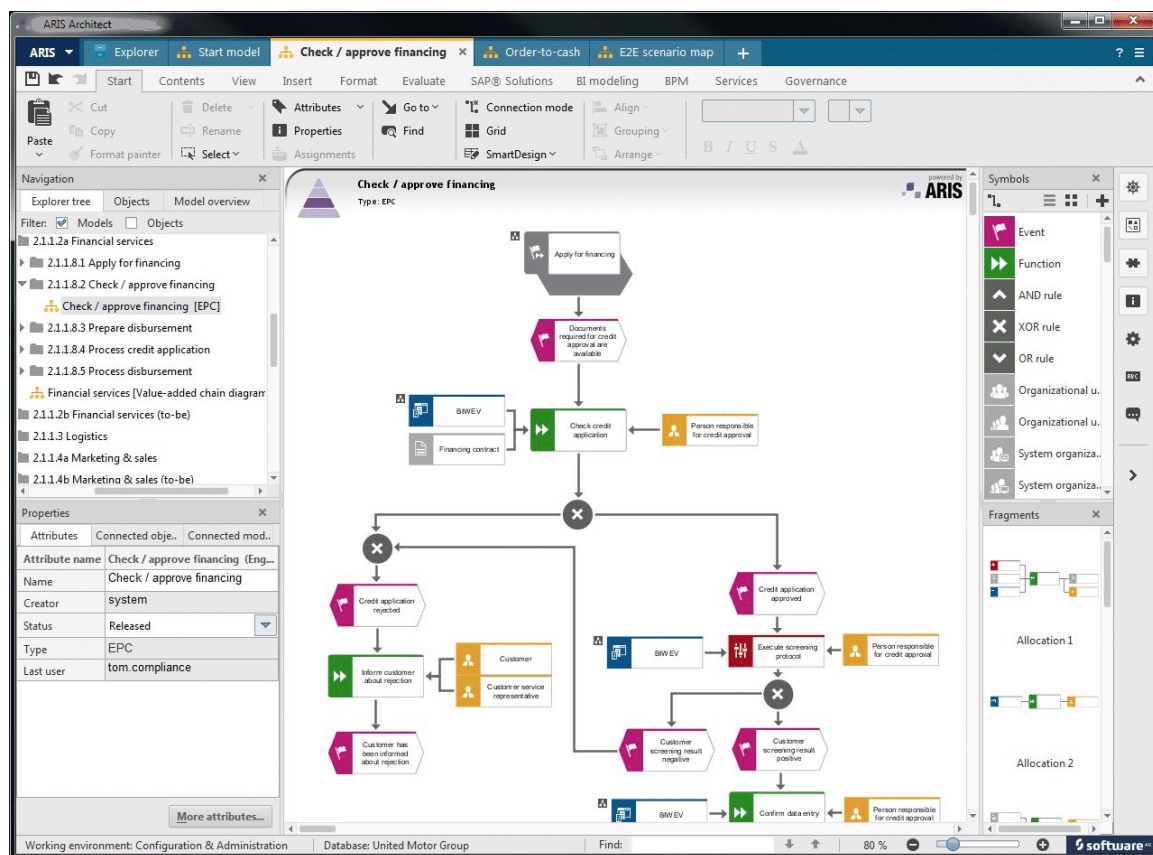 ARIS Architect
ARIS Explorer Start model Check / approve financing × Order-to-cash E2E scenario map + ?
Start Contents View Insert Format Evaluate SAP® Solutions BI modeling BPM Services Governance
Paste
Cut
Copy
Format painter
Delete
Rename
Select
Attributes
Properties
Assignments
Go to
Find
Connection mode
Grid
SmartDesign
Align
Grouping
Arrange
B I U S A
Navigation ×
Explorer tree Objects Model overview
Filter: Models Objects
2.1.1.2a Financial services
2.1.1.8.1 Apply for financing
2.1.1.8.2 Check / approve financing
Check / approve financing [EPC]
2.1.1.8.3 Prepare disbursement
2.1.1.8.4 Process credit application
2.1.1.8.5 Process disbursement
Financial services [Value-added chain diagram
2.1.1.2b Financial services (to-be)
2.1.1.3 Logistics
2.1.1.4a Marketing & sales
2.1.1.4b Marketing & sales (to-be)
Properties ×
Attributes Connected obje.. Connected mod..
Attribute name Check / approve financing (Eng...
Name Check / approve financing
Creator system
Status Released
Type EPC
Last user tom.compliance
More attributes...
Check / approve financing
Type: EPC
powered by
ARIS
Apply for financing
Documents
required for credit
approval are
available
BIWEV
Financing contract
Check credit
application
Person responsible
for credit approval
Credit application
rejected
Credit application
approved
Inform customer
about rejection
Customer
Customer service
representative
Customer has
been informed
about rejection
BIWEV
Execute screening
protocol
Person responsible
for credit approval
Customer
screening result
negative
Customer
screening result
positive
BIWEV
Confirm data entry
Person responsible
for credit approval
Symbols ×
Event
Function
AND rule
XOR rule
OR rule
Organizational u.
Organizational u.
System organiza..
System organiza..
Fragments ×
Allocation 1
Allocation 2
ABC
Working environment: Configuration & Administration Database: United Motor Group Find: 80 % software AG